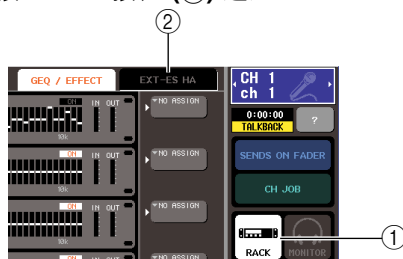 ②
GEQ / EFFECT
EXT-ES HA
CH 1
ch 1
ON IN OUT
NO ASSIGN
10k
0:00:00
?
TALKBACK
ON IN OUT
NO ASSIGN
10k
SENDS ON FADER
CH JOB
ON IN OUT
NO ASSIGN
10k
①
RACK
MONITOR
ON IN OUT
NO ASSIGN